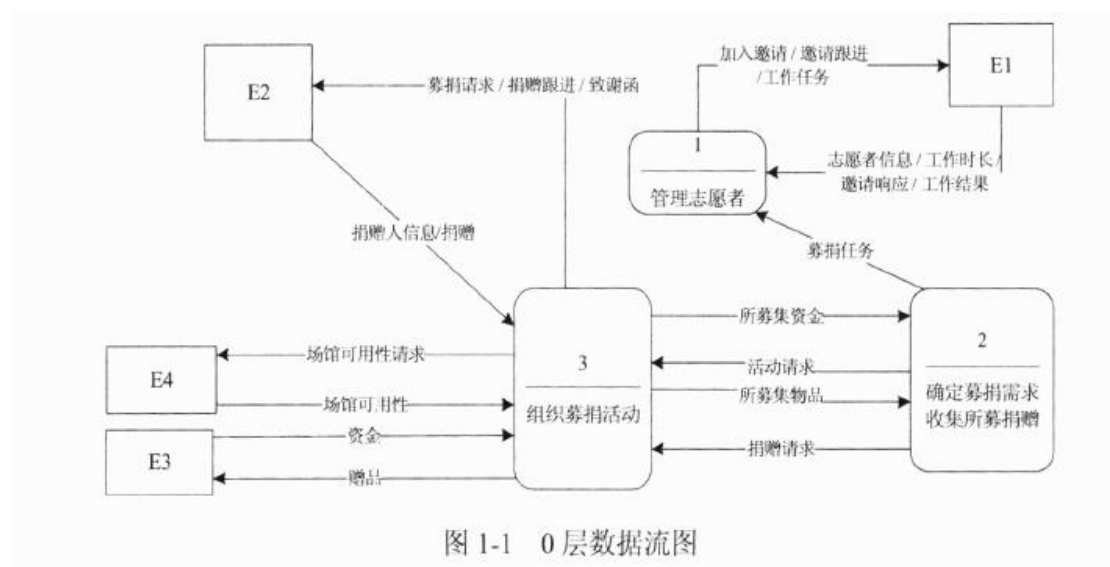 E2
募捐请求 / 捐赠跟进 / 致谢函
加入邀请 / 邀请跟进
/工作任务
E1
1
管理志愿者
志愿者信息 / 工作时长 /
邀请响应 / 工作结果
捐赠人信息/捐赠
募捐任务
E4
场馆可用性请求
场馆可用性
E3
资金
赠品
3
组织募捐活动
所募集资金
活动请求
所募集物品
捐赠请求
2
确定募捐需求
收集所募捐赠
图 1-1 0 层数据流图